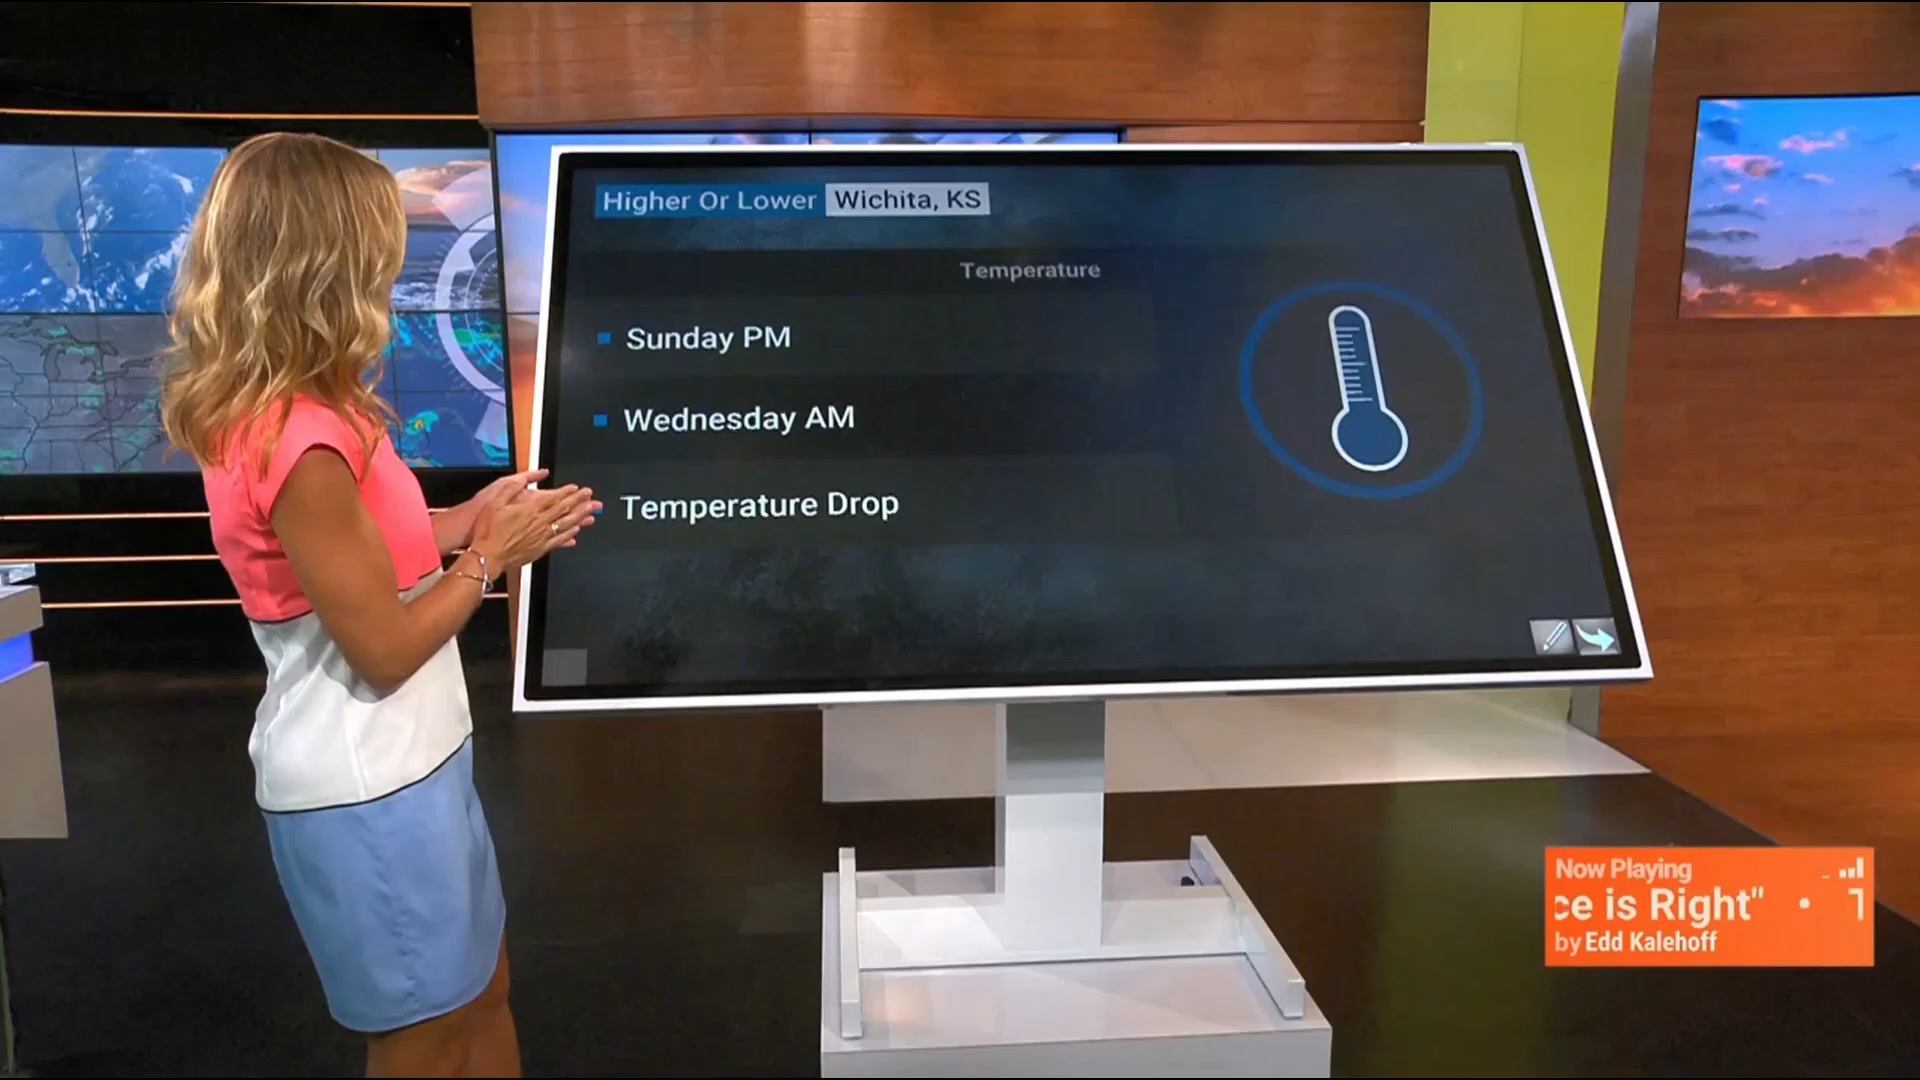 Higher Or Lower Wichita, KS
Temperature
Sunday PM
Wednesday AM
Temperature Drop
Now Playing
ce is Right" •
by Edd Kalehoff